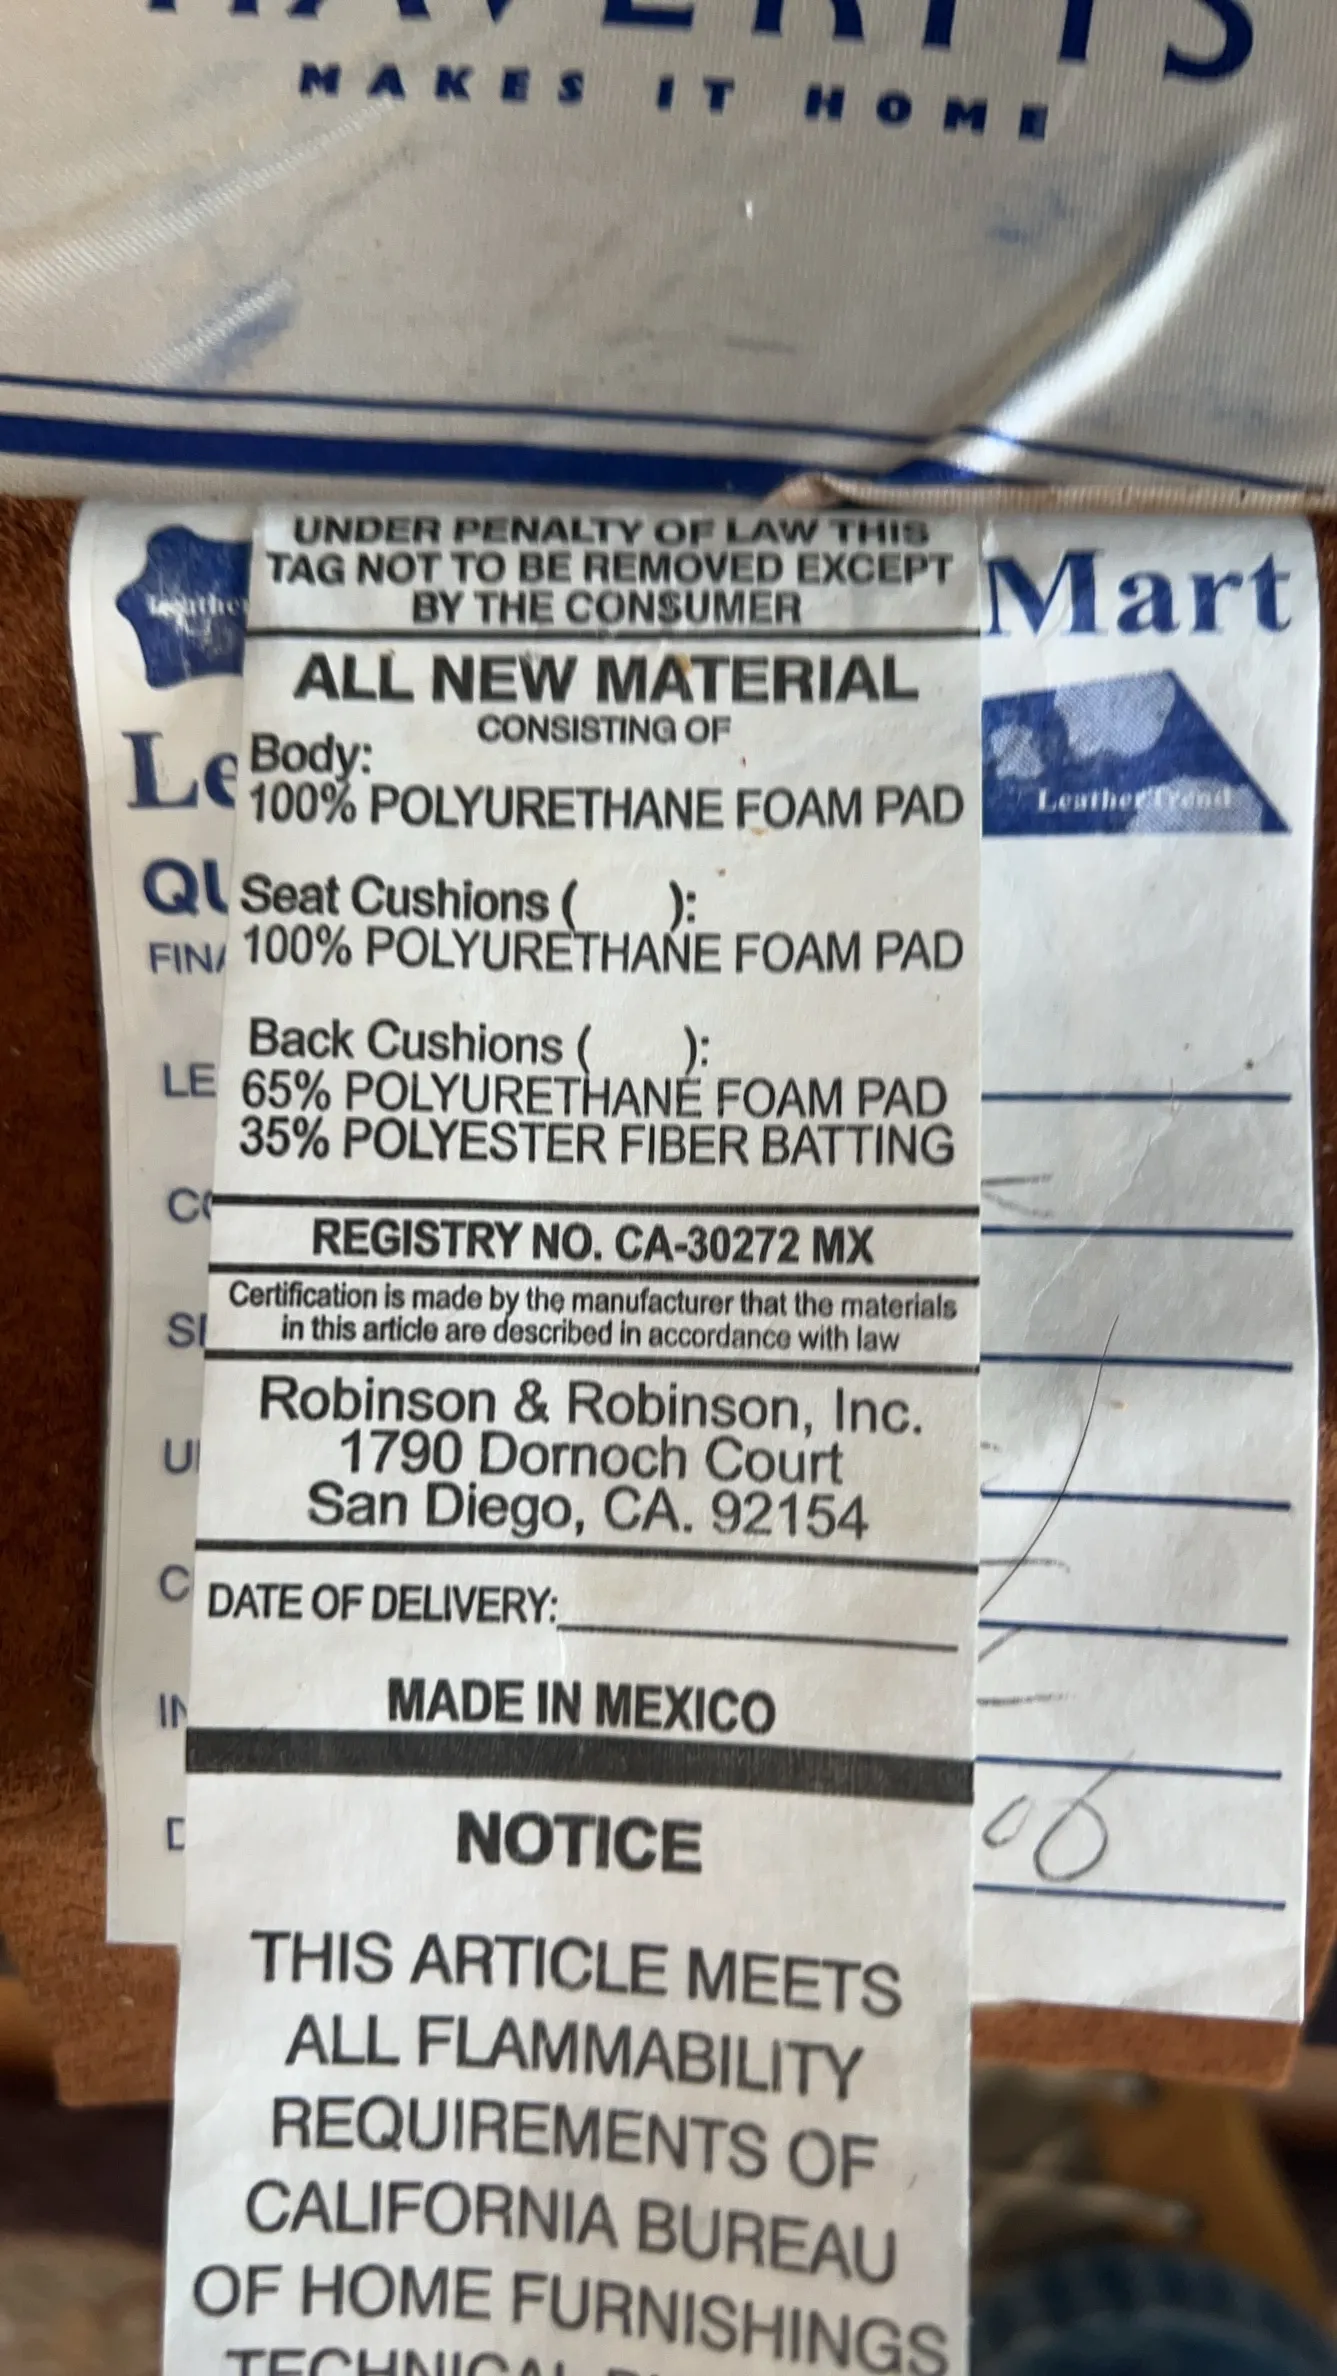 MAKES IT HOME
UNDER PENALTY OF LAW THIS
TAG NOT TO BE REMOVED EXCEPT
BY THE CONSUMER
ALL NEW MATERIAL
CONSISTING OF
Body:
100% POLYURETHANE FOAM PAD
Seat Cushions ( ):
100% POLYURETHANE FOAM PAD
Back Cushions ( ):
65% POLYURETHANE FOAM PAD
35% POLYESTER FIBER BATTING
REGISTRY NO. CA-30272 MX
Certification is made by the manufacturer that the materials
in this article are described in accordance with law
Robinson & Robinson, Inc.
1790 Dornoch Court
San Diego, CA. 92154
DATE OF DELIVERY:
MADE IN MEXICO
NOTICE
THIS ARTICLE MEETS
ALL FLAMMABILITY
REQUIREMENTS OF
CALIFORNIA BUREAU
OF HOME FURNISHINGS
TECHNICAL
Mart
LeatherTrend